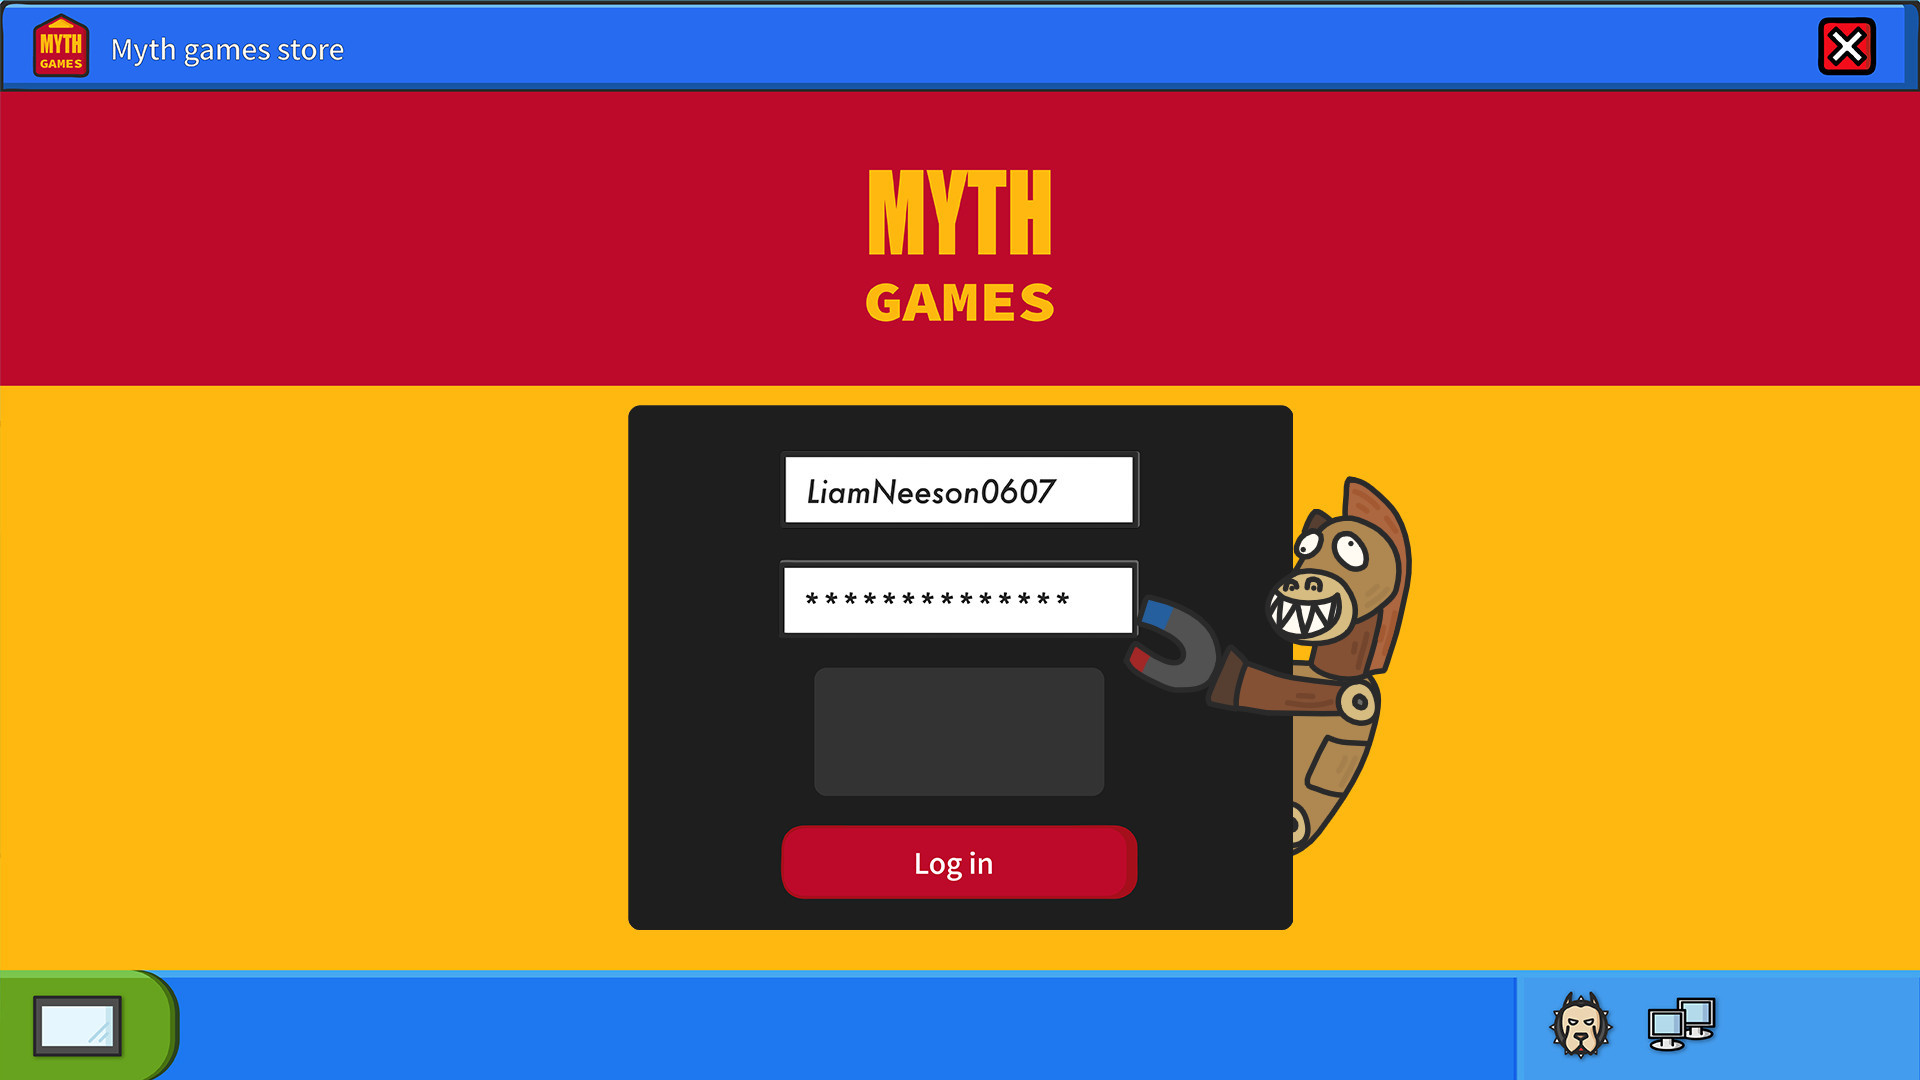 MYTH
GAMES
Myth games store
MYTH
GAMES
LiamNeeson0607
**************
Log in